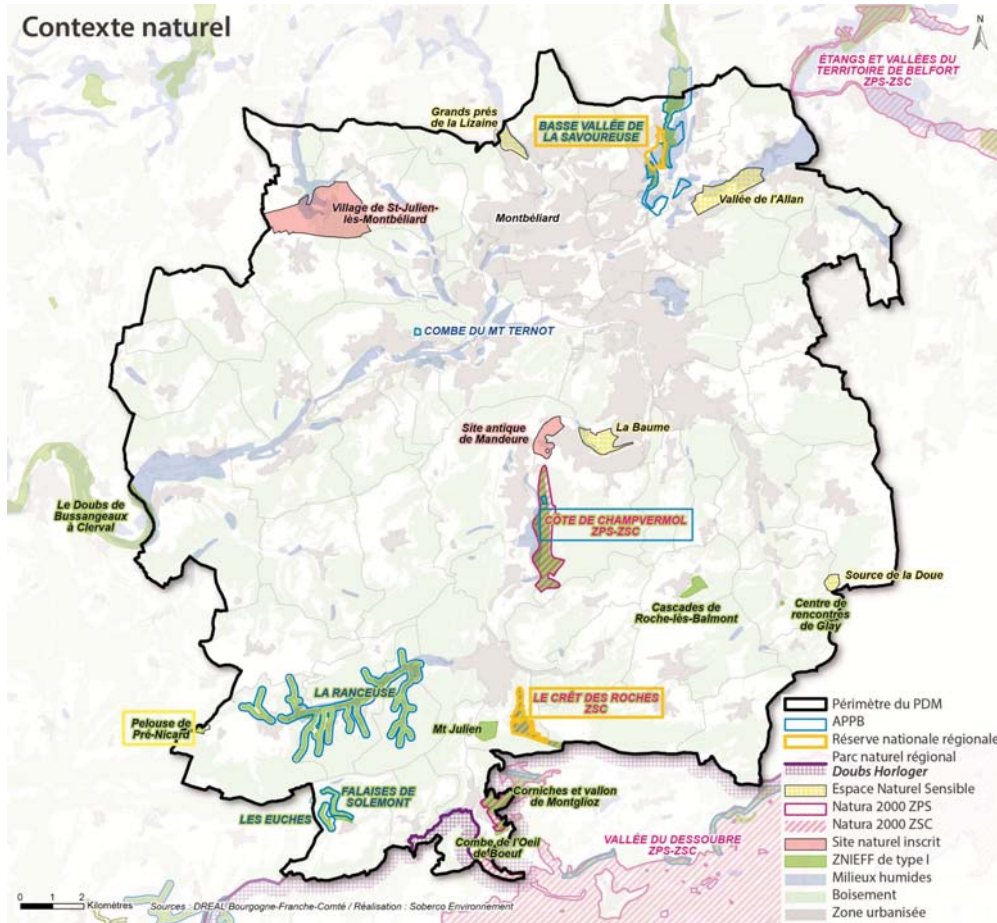 Contexte naturel
N
ÉTANGS ET VALLÉES DU
TERRITOIRE DE BELFORT
ZPS-ZSC
Grands prés
de la Lizaine
BASSE VALLÉE DE
LA SAVOUREUSE
Village de St-Julien-
lès-Montbéliard
Montbéliard
Vallée de l'Allan
COMBE DU MT TERNOT
Site antique
de Mandeure
La Baume
Le Doubs de
Bussangeaux
à Clerval
CÔTE DE CHAMPVERMOL
ZPS-ZSC
Source de la Doue
Cascades de
Roche-lès-Balmont
Centre de
rencontres
de Glay
LA RANCEUSE
LE CRÊT DES ROCHES
ZSC
Pelouse de
Pré-Nicard
Mt Julien
FALAISES DE
SOLEMONT
LES EUCHES
Corniches et vallon
de Montglioz
Combe de l'Oeil
de Boeuf
VALLÉE DU DESSOUBRE
ZPS-ZSC
Périmètre du PDM
APPB
Réserve nationale régionale
Parc naturel régional
Doubs Horloger
Espace Naturel Sensible
Natura 2000 ZPS
Natura 2000 ZSC
Site naturel inscrit
ZNIEFF de type I
Milieux humides
Boisement
Zone urbanisée
0 1 2 4
Kilomètres
Sources : DREAL Bourgogne-Franche-Comté / Réalisation : Soberco Environnement